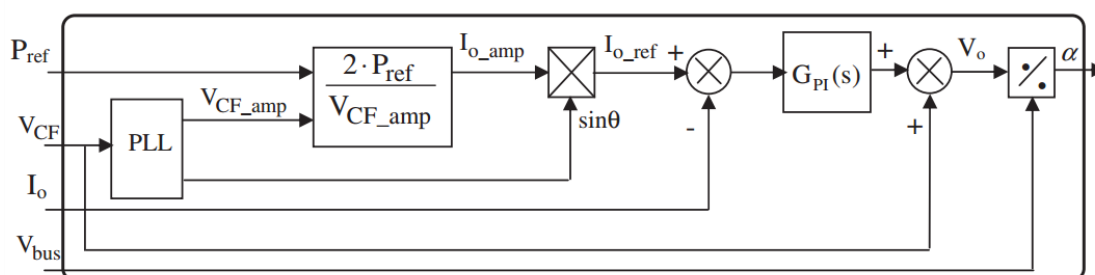 P_ref
V_CF
I_o
V_bus
PLL
V_CF_amp
2·P_ref
V_CF_amp
I_o_amp
sinθ
I_o_ref
+
-
G_PI(s)
+
+
V_o
α